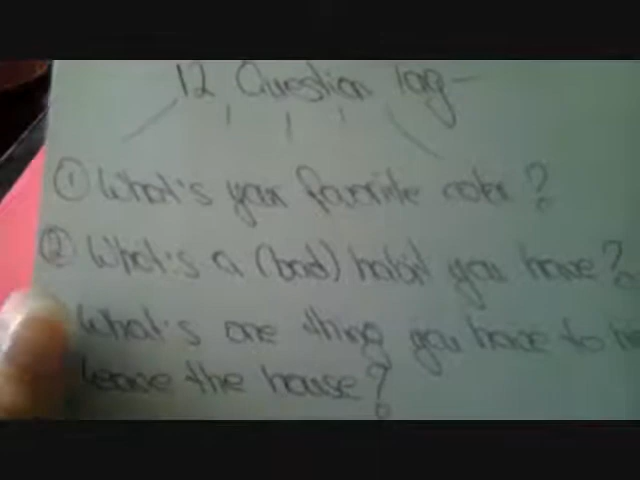 12 Question Tag
① What's your favorite color?
② What's a (bad) habit you have?
What's one thing you have to
leave the house?